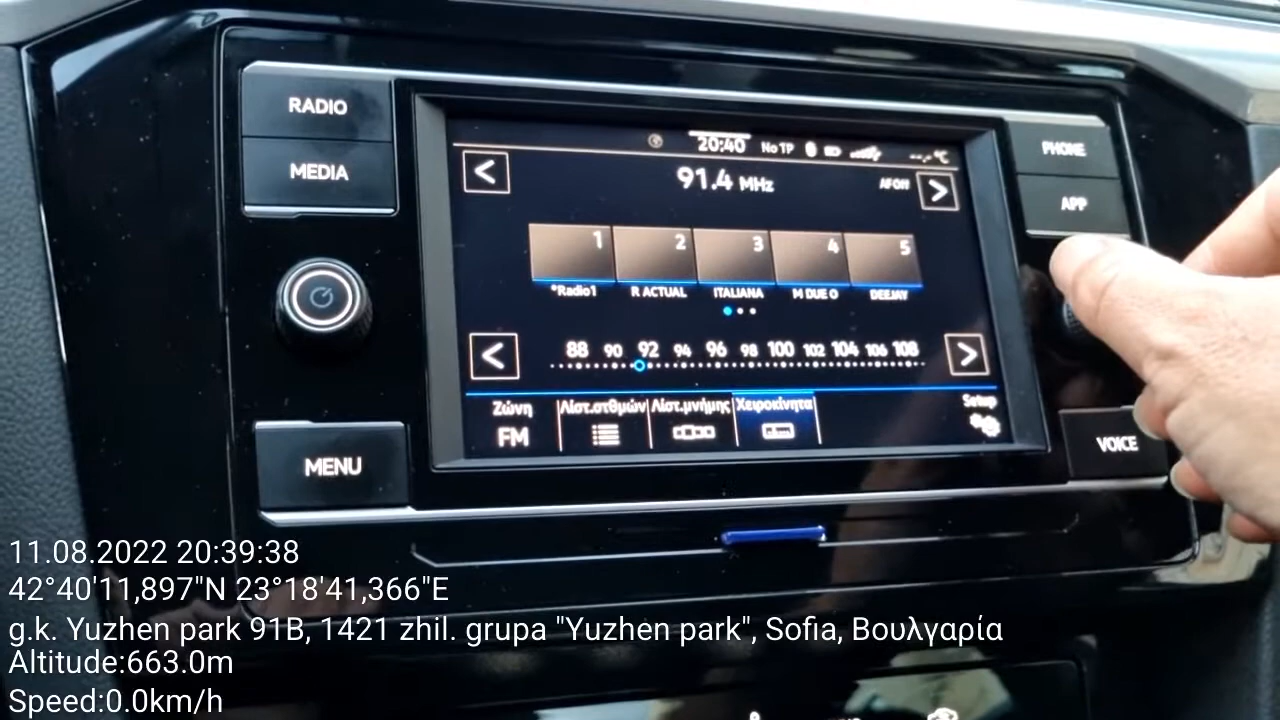 RADIO
MEDIA
MENU
PHONE
APP
VOICE
20:40 No TP --,-°C
< 91.4 MHz AF Off >
1 2 3 4 5
*Radio1 R ACTUAL ITALIANA M DUE O DEEJAY
< 88 90 92 94 96 98 100 102 104 106 108 >
Ζώνη Λίστ.σταθμών Λίστ.μνήμης Χειροκίνητα Setup
FM
11.08.2022 20:39:38
42°40'11,897"N 23°18'41,366"E
g.k. Yuzhen park 91B, 1421 zhil. grupa "Yuzhen park", Sofia, Βουλγαρία
Altitude:663.0m
Speed:0.0km/h